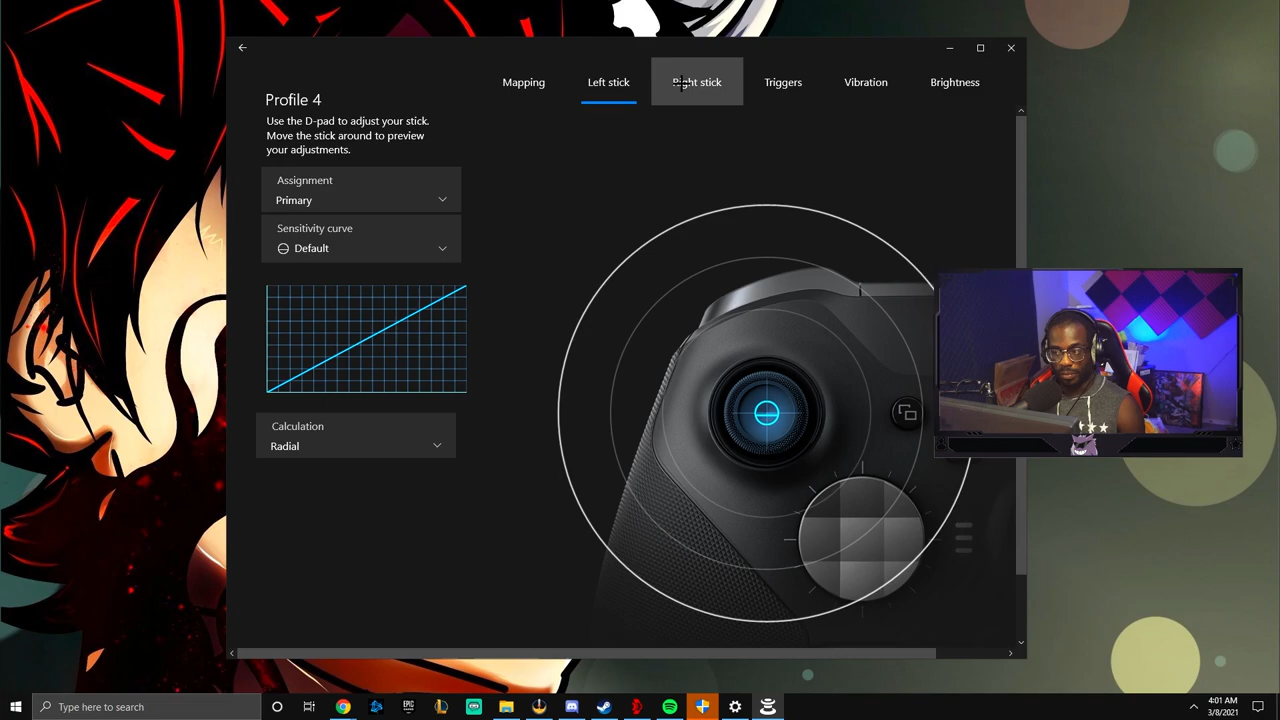 Mapping
Left stick
Right stick
Triggers
Vibration
Brightness
Profile 4
Use the D-pad to adjust your stick.
Move the stick around to preview
your adjustments.
Assignment
Primary
Sensitivity curve
Default
Calculation
Radial
Type here to search
EPIC
4:01 AM
3/8/2021